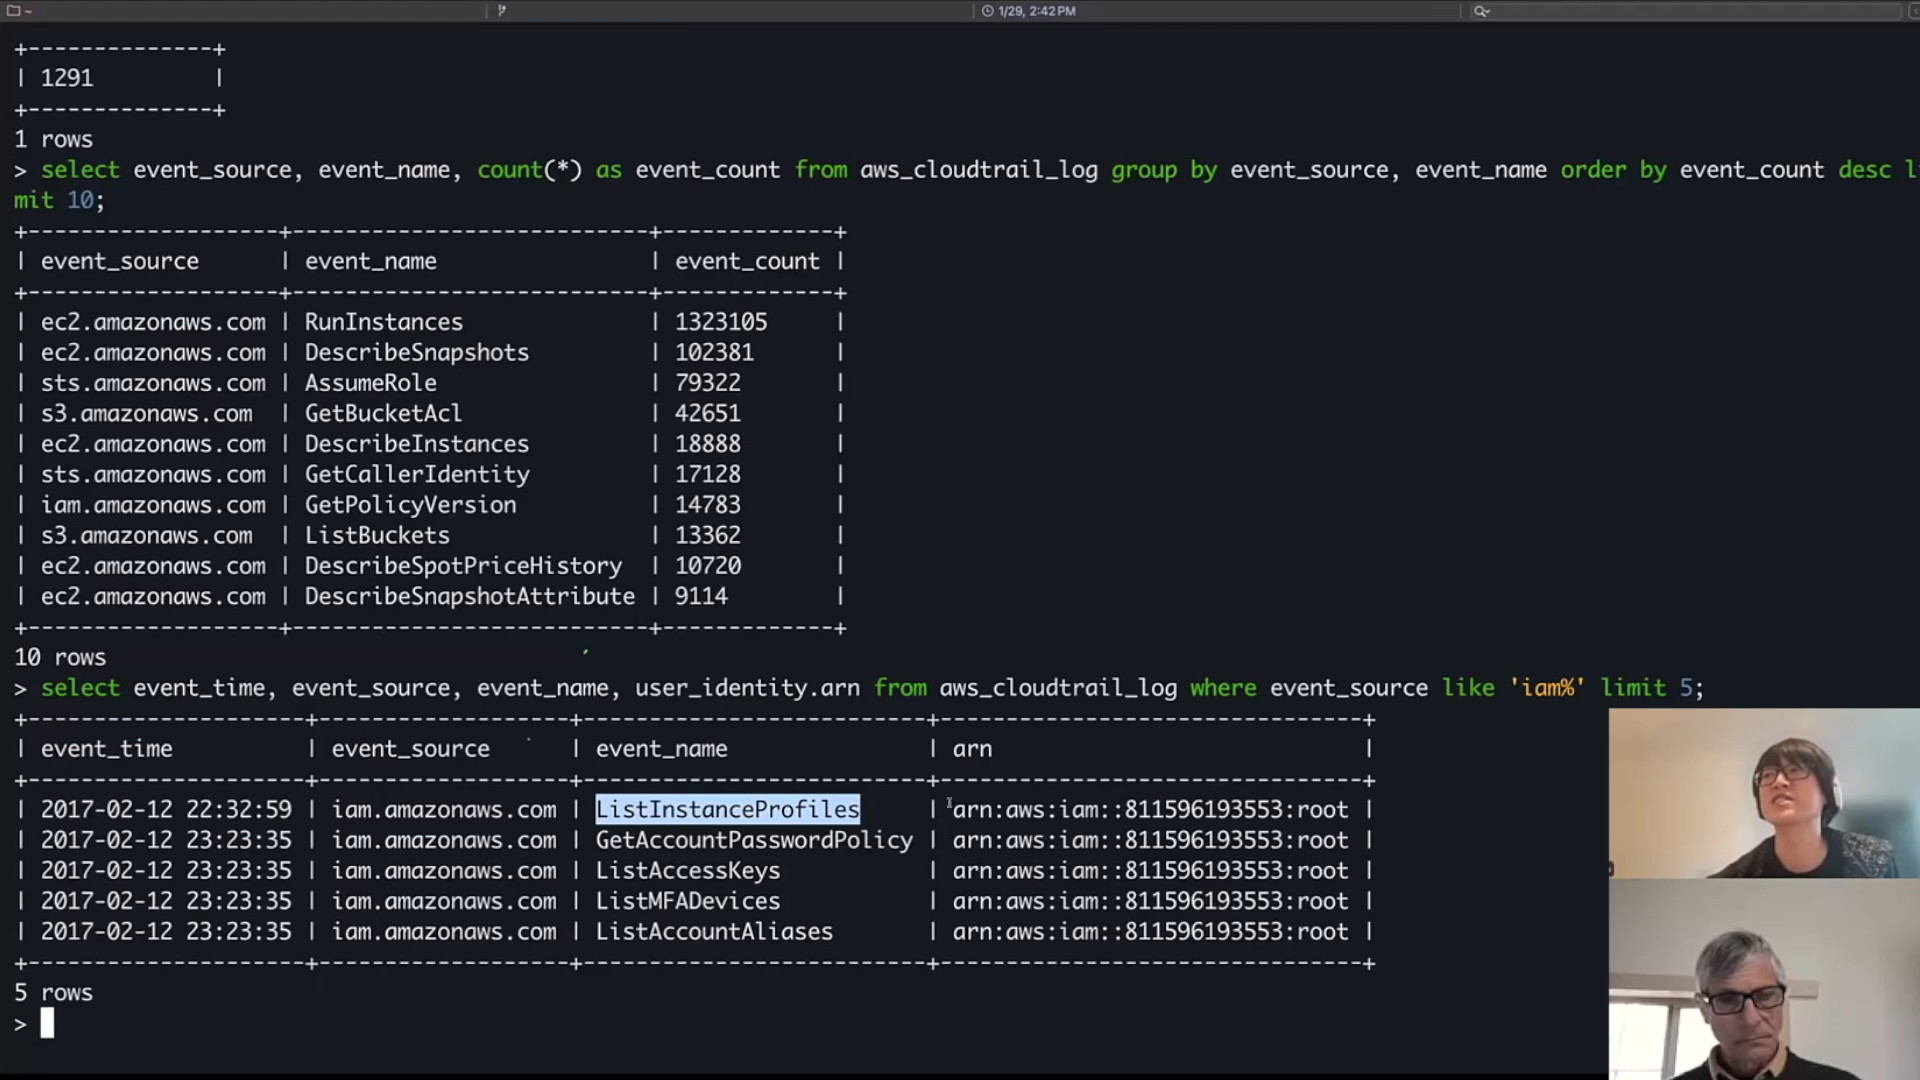 ~ 1/29, 2:42 PM
+--------------+
| 1291 |
+--------------+
1 rows
> select event_source, event_name, count(*) as event_count from aws_cloudtrail_log group by event_source, event_name order by event_count desc li
mit 10;
+-------------------+---------------------------+-------------+
| event_source | event_name | event_count |
+-------------------+---------------------------+-------------+
| ec2.amazonaws.com | RunInstances | 1323105 |
| ec2.amazonaws.com | DescribeSnapshots | 102381 |
| sts.amazonaws.com | AssumeRole | 79322 |
| s3.amazonaws.com | GetBucketAcl | 42651 |
| ec2.amazonaws.com | DescribeInstances | 18888 |
| sts.amazonaws.com | GetCallerIdentity | 17128 |
| iam.amazonaws.com | GetPolicyVersion | 14783 |
| s3.amazonaws.com | ListBuckets | 13362 |
| ec2.amazonaws.com | DescribeSpotPriceHistory | 10720 |
| ec2.amazonaws.com | DescribeSnapshotAttribute | 9114 |
+-------------------+---------------------------+-------------+
10 rows
> select event_time, event_source, event_name, user_identity.arn from aws_cloudtrail_log where event_source like 'iam%' limit 5;
+---------------------+-------------------+--------------------------+--------------------------------+
| event_time | event_source | event_name | arn |
+---------------------+-------------------+--------------------------+--------------------------------+
| 2017-02-12 22:32:59 | iam.amazonaws.com | ListInstanceProfiles | arn:aws:iam::811596193553:root |
| 2017-02-12 23:23:35 | iam.amazonaws.com | GetAccountPasswordPolicy | arn:aws:iam::811596193553:root |
| 2017-02-12 23:23:35 | iam.amazonaws.com | ListAccessKeys | arn:aws:iam::811596193553:root |
| 2017-02-12 23:23:35 | iam.amazonaws.com | ListMFADevices | arn:aws:iam::811596193553:root |
| 2017-02-12 23:23:35 | iam.amazonaws.com | ListAccountAliases | arn:aws:iam::811596193553:root |
+---------------------+-------------------+--------------------------+--------------------------------+
5 rows
>